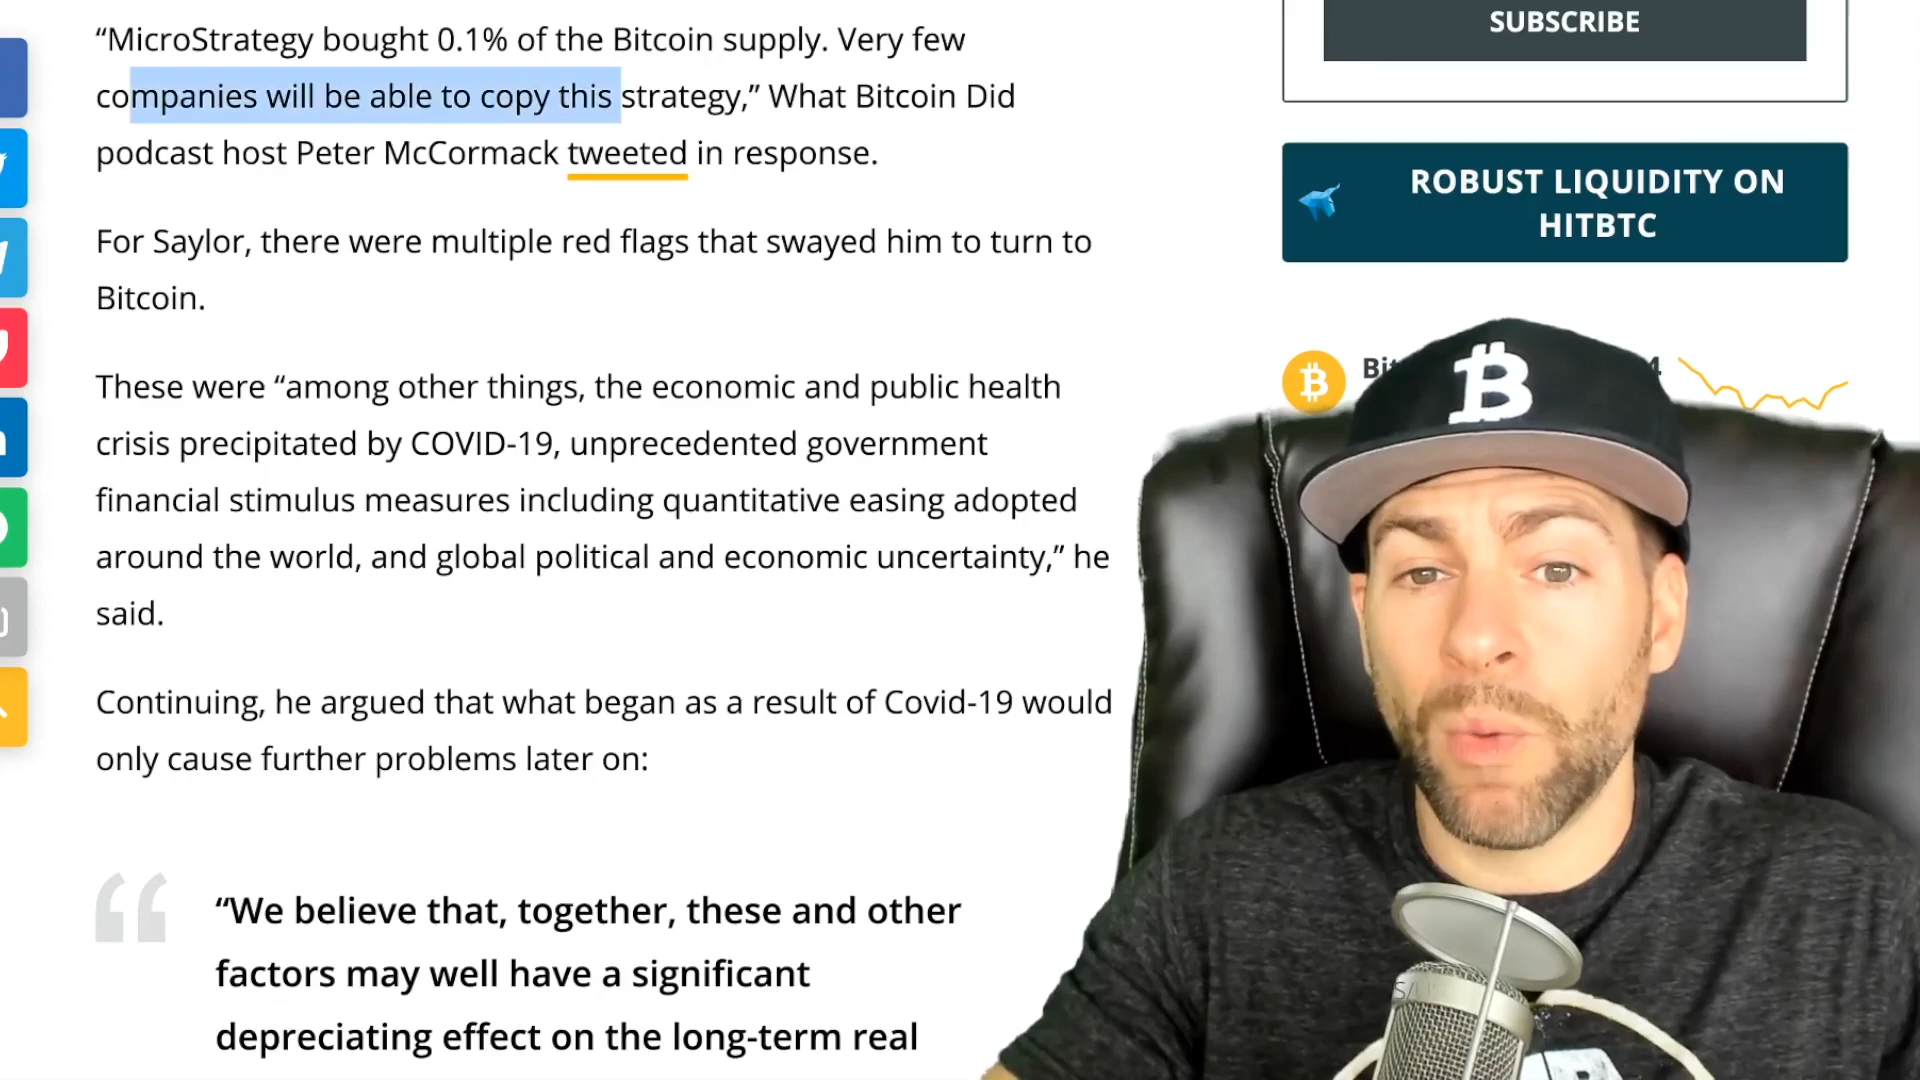 “MicroStrategy bought 0.1% of the Bitcoin supply. Very few
companies will be able to copy this strategy,” What Bitcoin Did
podcast host Peter McCormack tweeted in response.
For Saylor, there were multiple red flags that swayed him to turn to
Bitcoin.
These were “among other things, the economic and public health
crisis precipitated by COVID-19, unprecedented government
financial stimulus measures including quantitative easing adopted
around the world, and global political and economic uncertainty,” he
said.
Continuing, he argued that what began as a result of Covid-19 would
only cause further problems later on:
“We believe that, together, these and other
factors may well have a significant
depreciating effect on the long-term real
SUBSCRIBE
ROBUST LIQUIDITY ON
HITBTC